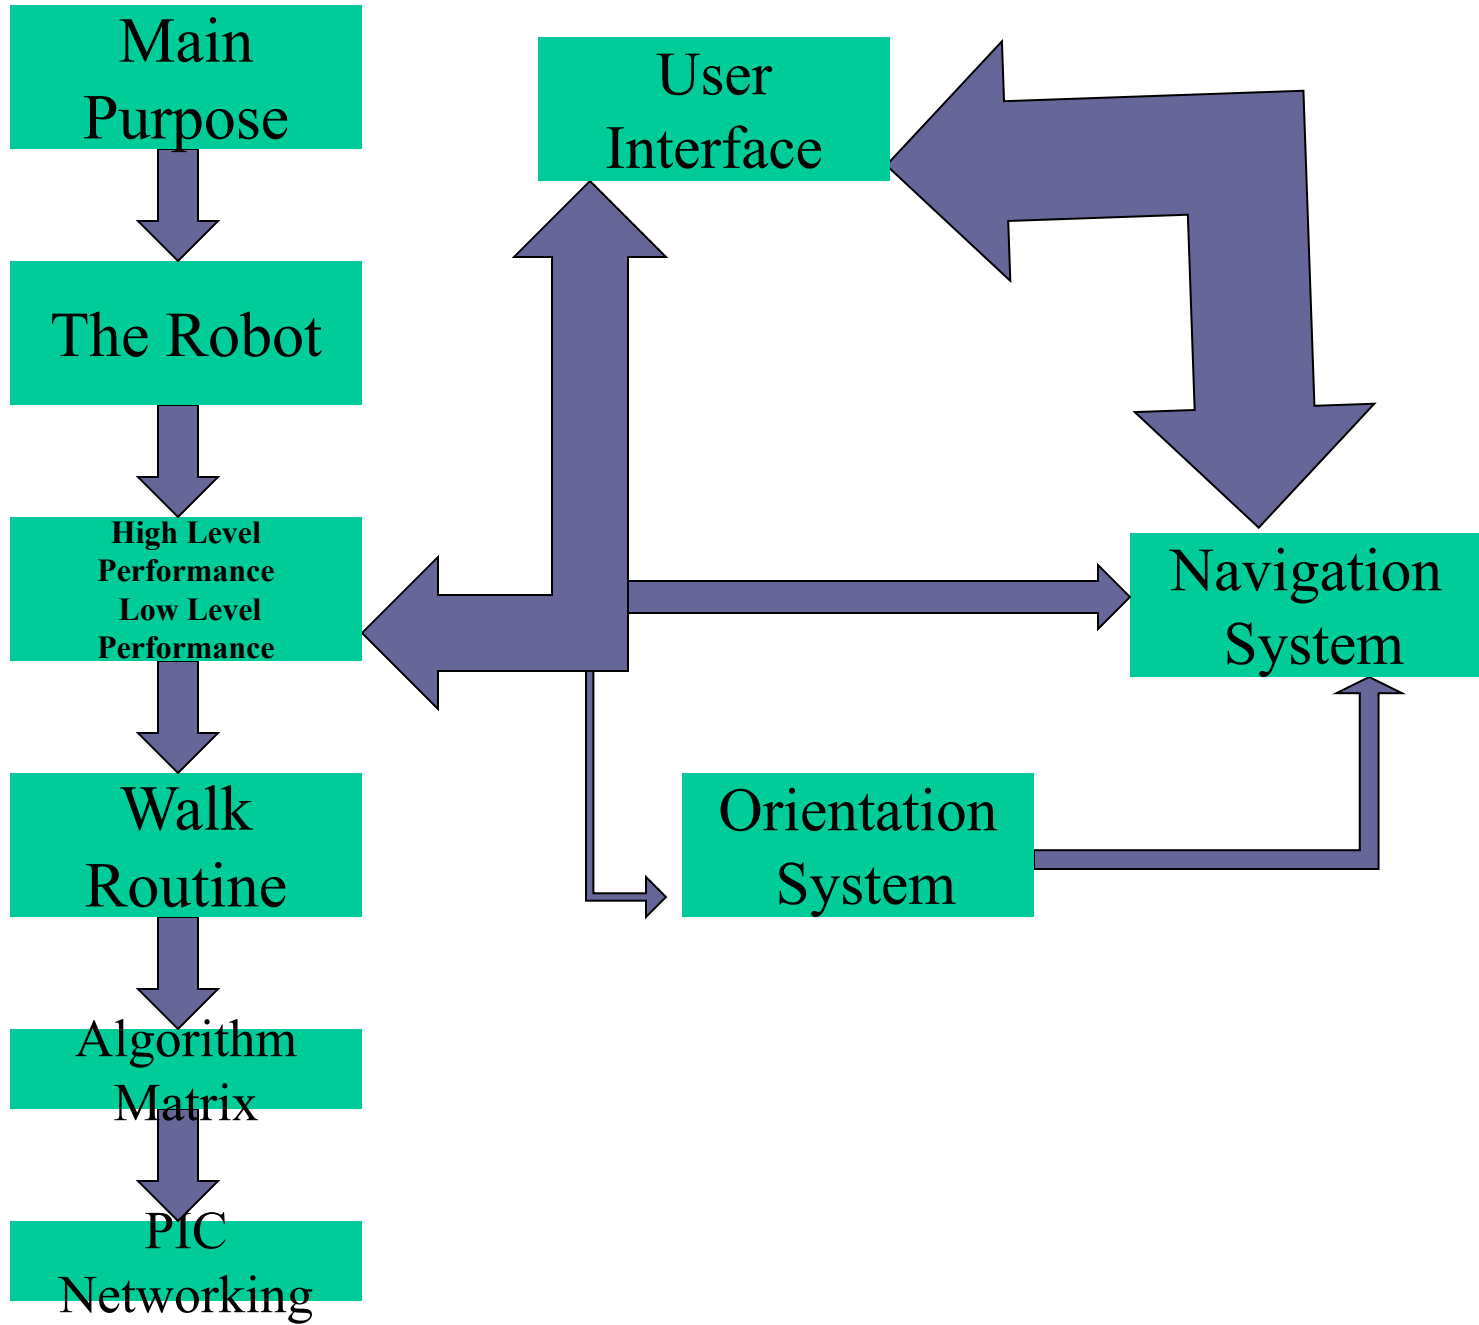 Main
Purpose
The Robot
High Level
Performance
Low Level
Performance
Walk
Routine
Algorithm
Matrix
PIC
Networking
User
Interface
Navigation
System
Orientation
System